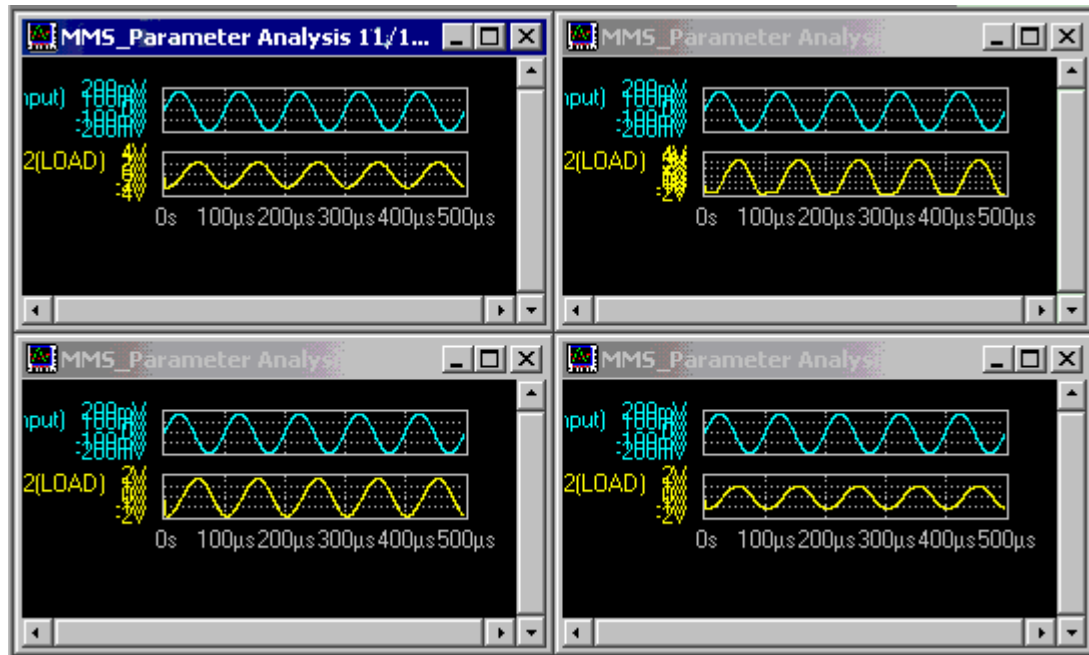 MMS_Parameter Analysis 11/1...
nput) 200mV
-200mV
2(LOAD)
-4V
0s 100µs 200µs 300µs 400µs 500µs
MMS_Parameter Analys
nput) 200mV
-200mV
2(LOAD)
-2V
0s 100µs 200µs 300µs 400µs 500µs
MMS_Parameter Analys
nput) 200mV
-200mV
2(LOAD) 2V
-2V
0s 100µs 200µs 300µs 400µs 500µs
MMS_Parameter Analys
nput) 200mV
-200mV
2(LOAD) 2V
-2V
0s 100µs 200µs 300µs 400µs 500µs